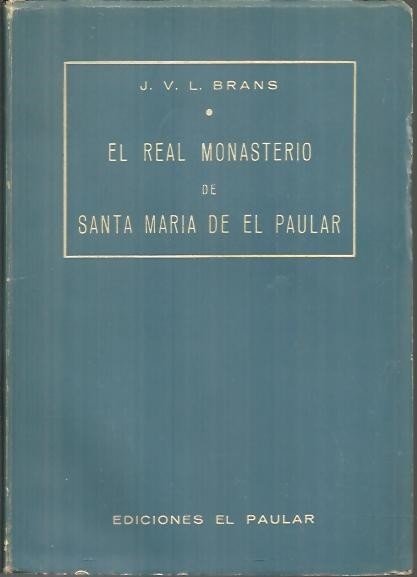 J. V. L. BRANS
EL REAL MONASTERIO
DE
SANTA MARIA DE EL PAULAR
EDICIONES EL PAULAR